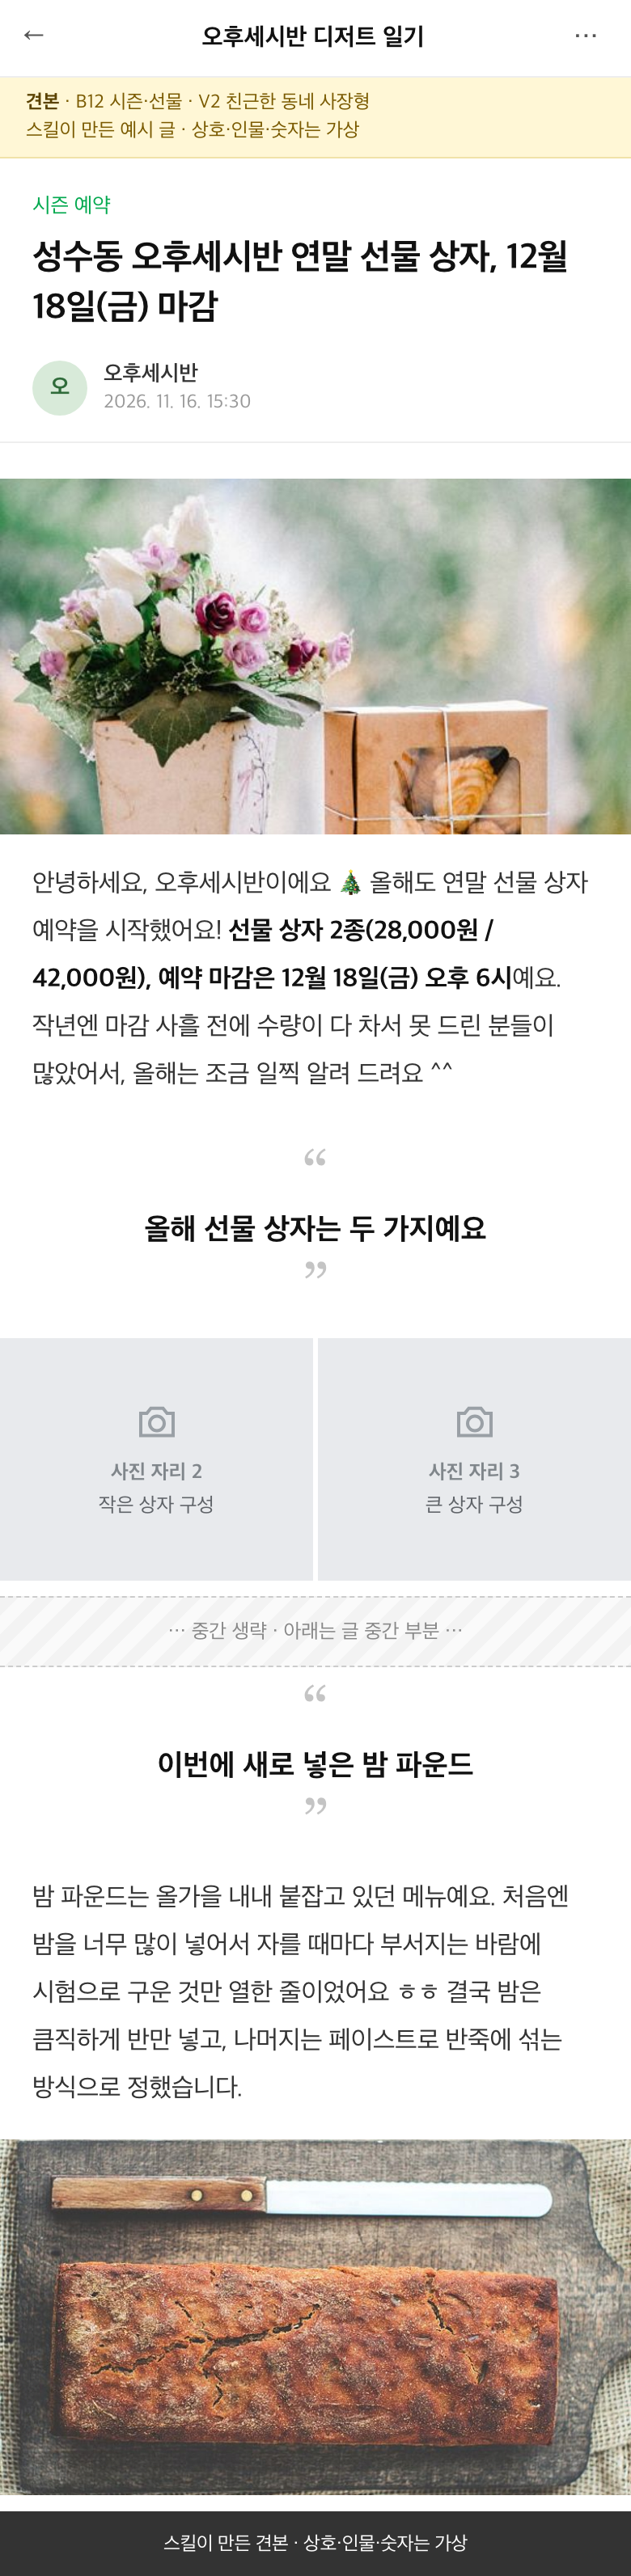 ←
오후세시반 디저트 일기
···
견본 · B12 시즌·선물 · V2 친근한 동네 사장형
스킬이 만든 예시 글 · 상호·인물·숫자는 가상
시즌 예약
성수동 오후세시반 연말 선물 상자, 12월
18일(금) 마감
오
오후세시반
2026. 11. 16. 15:30
안녕하세요, 오후세시반이에요 🎄 올해도 연말 선물 상자
예약을 시작했어요! 선물 상자 2종(28,000원 /
42,000원), 예약 마감은 12월 18일(금) 오후 6시예요.
작년엔 마감 사흘 전에 수량이 다 차서 못 드린 분들이
많았어서, 올해는 조금 일찍 알려 드려요 ^^
“
올해 선물 상자는 두 가지예요
”
사진 자리 2
작은 상자 구성
사진 자리 3
큰 상자 구성
··· 중간 생략 · 아래는 글 중간 부분 ···
“
이번에 새로 넣은 밤 파운드
”
밤 파운드는 올가을 내내 붙잡고 있던 메뉴예요. 처음엔
밤을 너무 많이 넣어서 자를 때마다 부서지는 바람에
시험으로 구운 것만 열한 줄이었어요 ㅎㅎ 결국 밤은
큼직하게 반만 넣고, 나머지는 페이스트로 반죽에 섞는
방식으로 정했습니다.
스킬이 만든 견본 · 상호·인물·숫자는 가상